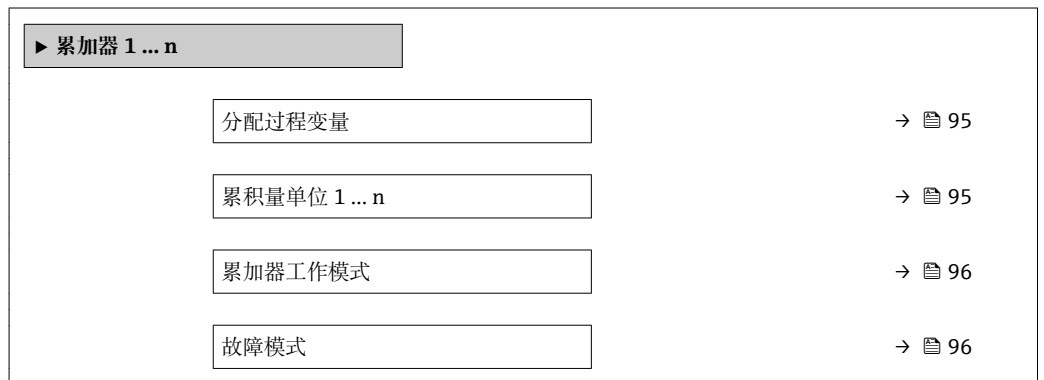 ▶ 累加器 1 ... n
分配过程变量 → 95
累积量单位 1 ... n → 95
累加器工作模式 → 96
故障模式 → 96